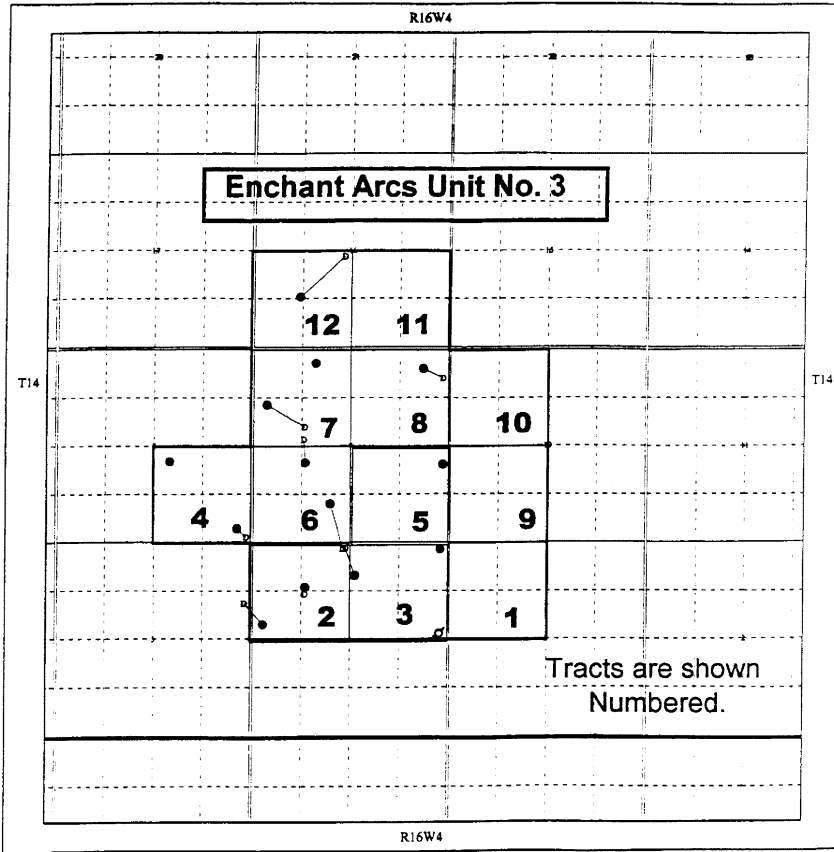 R16W4
Enchant Arcs Unit No. 3
12 11
T14 T14
7 8 10
4 6 5 9
2 3 1
Tracts are shown
Numbered.
R16W4